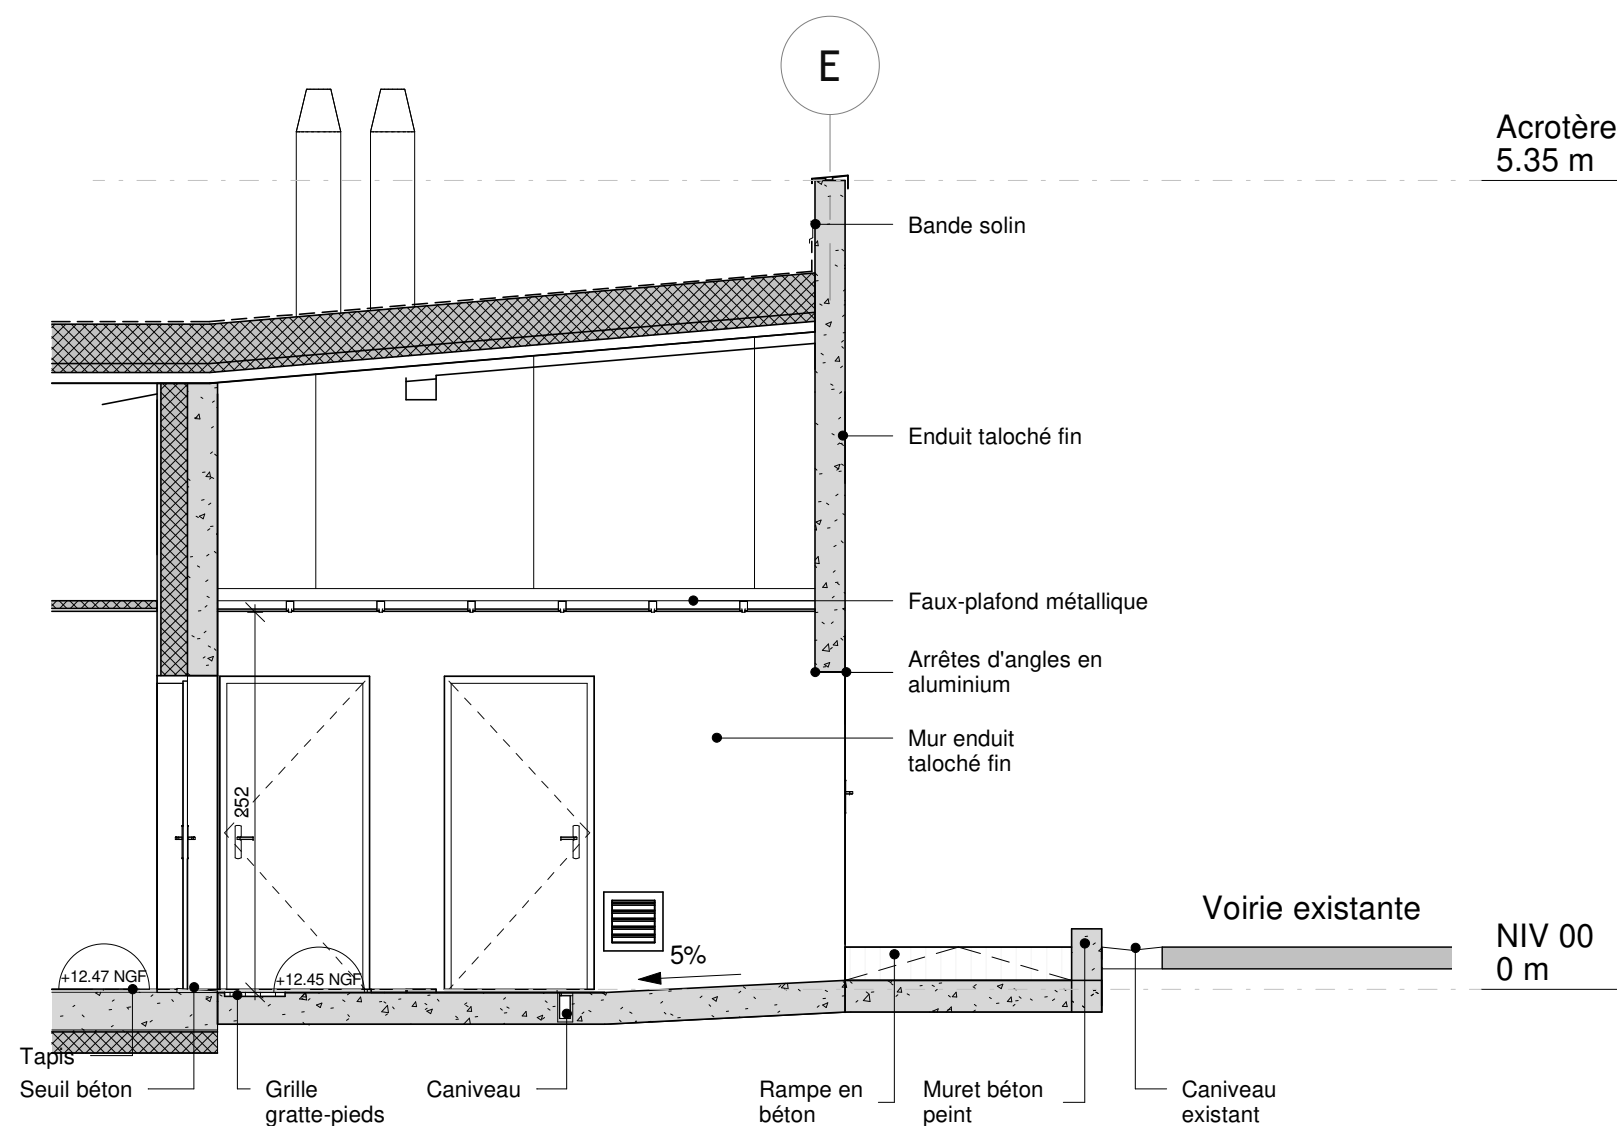 E
Acrotère
5.35 m
Bande solin
Enduit taloché fin
Faux-plafond métallique
Arrêtes d'angles en
aluminium
Mur enduit
taloché fin
252
Voirie existante
NIV 00
0 m
5%
+12.47 NGF
+12.45 NGF
Tapis
Seuil béton
Grille
gratte-pieds
Caniveau
Rampe en
béton
Muret béton
peint
Caniveau
existant